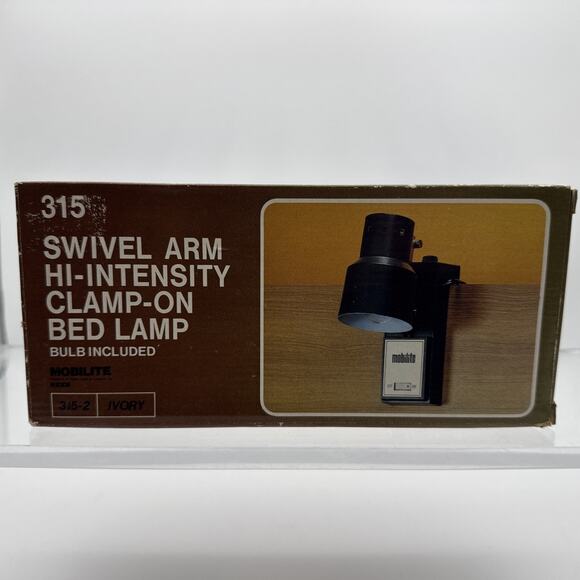 315
SWIVEL ARM
HI-INTENSITY
CLAMP-ON
BED LAMP
BULB INCLUDED
MOBILITE
315-2 IVORY
mobilite